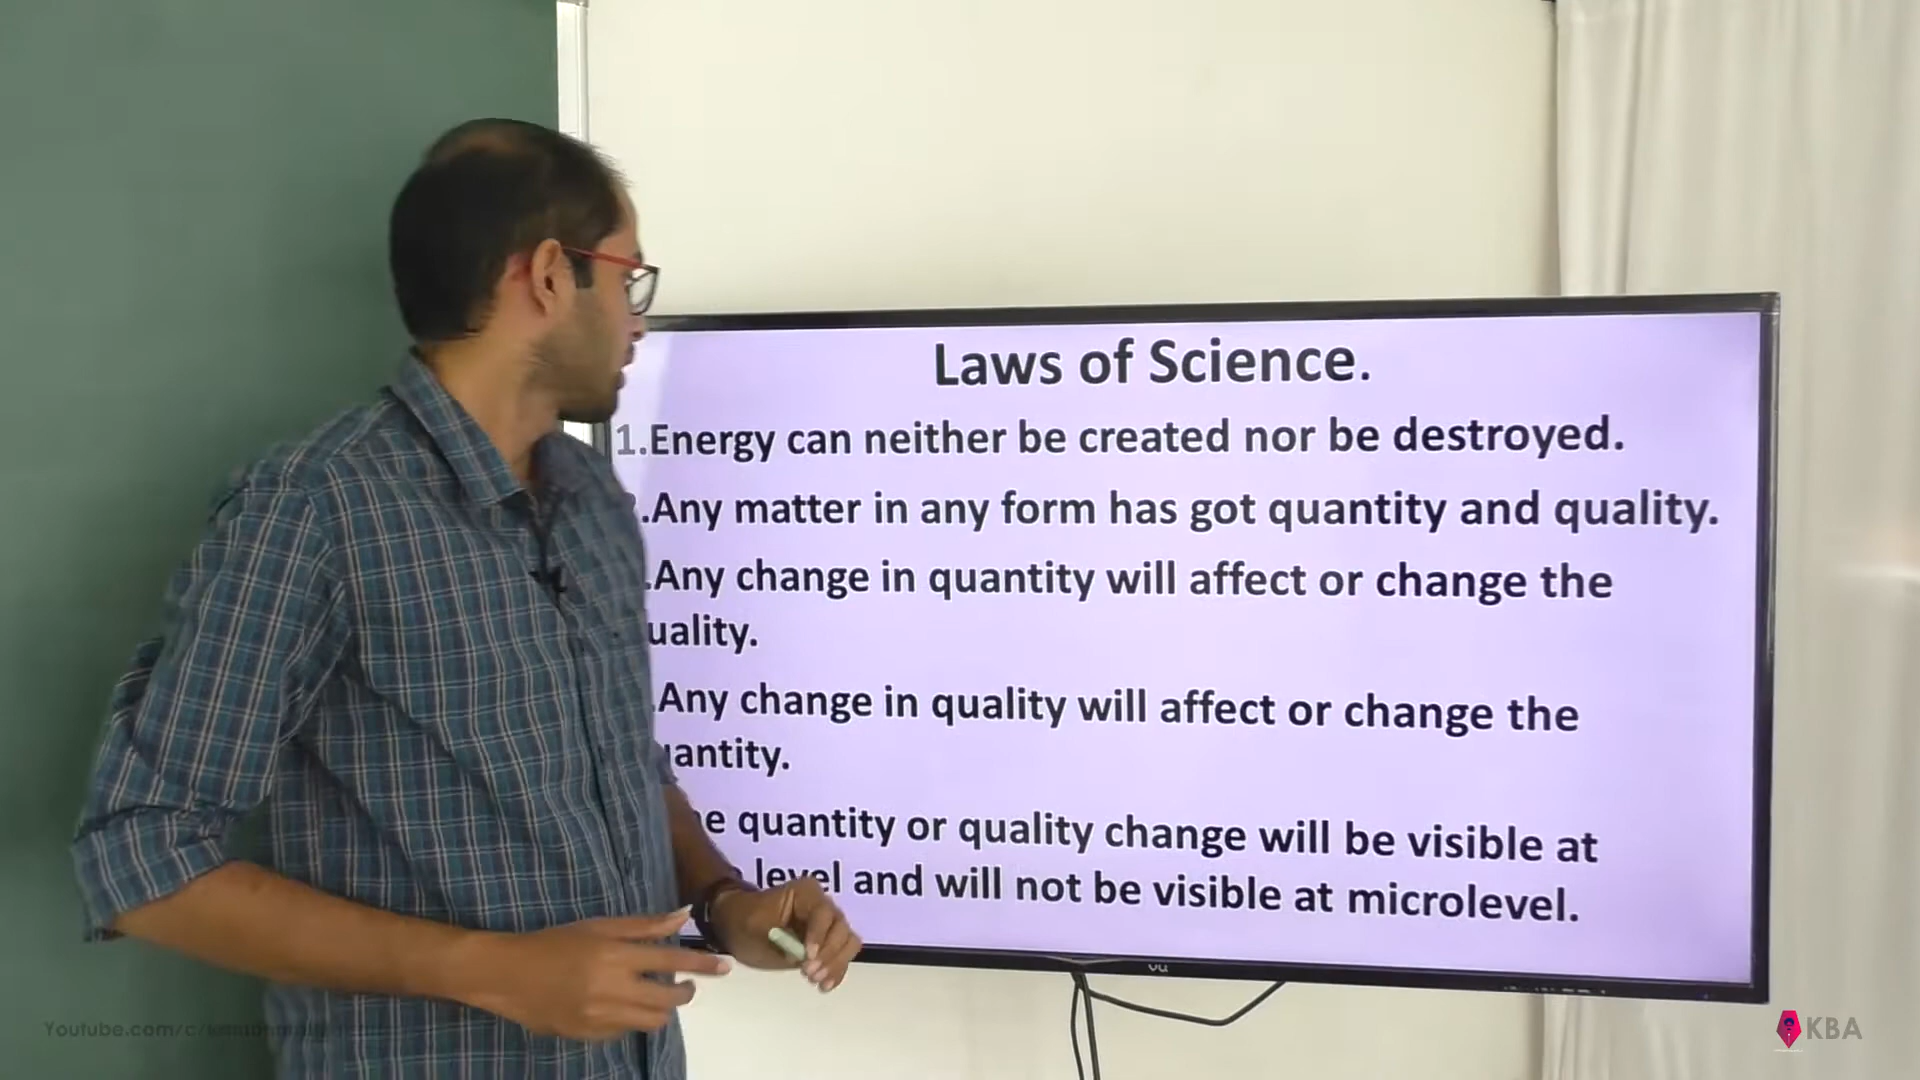 Laws of Science.
1.Energy can neither be created nor be destroyed.
.Any matter in any form has got quantity and quality.
.Any change in quantity will affect or change the
uality.
.Any change in quality will affect or change the
antity.
e quantity or quality change will be visible at
level and will not be visible at microlevel.
VU
Youtube.com/c/
KBA